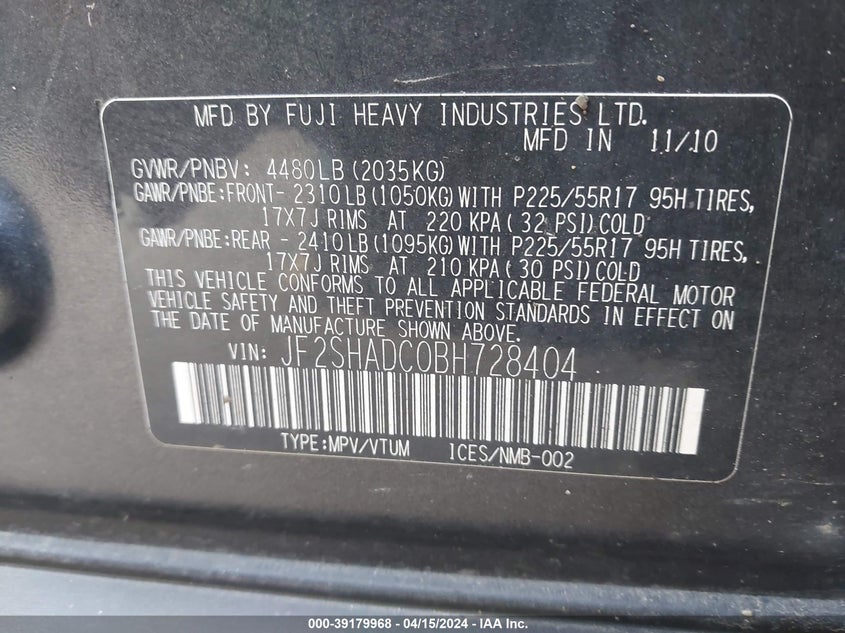 MFD BY FUJI HEAVY INDUSTRIES LTD.
MFD IN 11/10
GVWR/PNBV: 4480LB (2035KG)
GAWR/PNBE:FRONT- 2310LB (1050KG) WITH P225/55R17 95H TIRES,
17X7J RIMS AT 220 KPA ( 32 PSI) COLD
GAWR/PNBE:REAR - 2410LB (1095KG) WITH P225/55R17 95H TIRES,
17X7J RIMS AT 210 KPA ( 30 PSI) COLD
THIS VEHICLE CONFORMS TO ALL APPLICABLE FEDERAL MOTOR
VEHICLE SAFETY AND THEFT PREVENTION STANDARDS IN EFFECT ON
THE DATE OF MANUFACTURE SHOWN ABOVE.
VIN: JF2SHADC0BH728404
TYPE:MPV/VTUM ICES/NMB-002
000-39179968 - 04/15/2024 - IAA Inc.